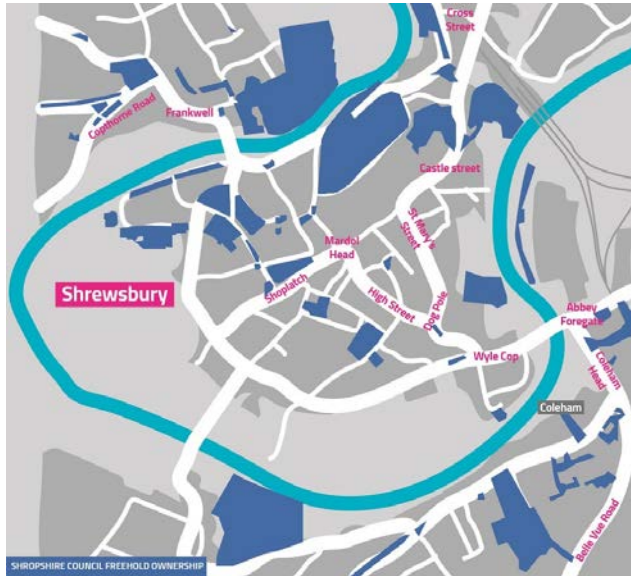 Cross
Street
Copthorne Road
Frankwell
Castle street
St Mary's
Street
Mardol
Head
Shoplatch
High Street
Dog Pole
Shrewsbury
Wyle Cop
Abbey
Foregate
Coleham
Head
Coleham
Belle Vue Road
SHROPSHIRE COUNCIL FREEHOLD OWNERSHIP